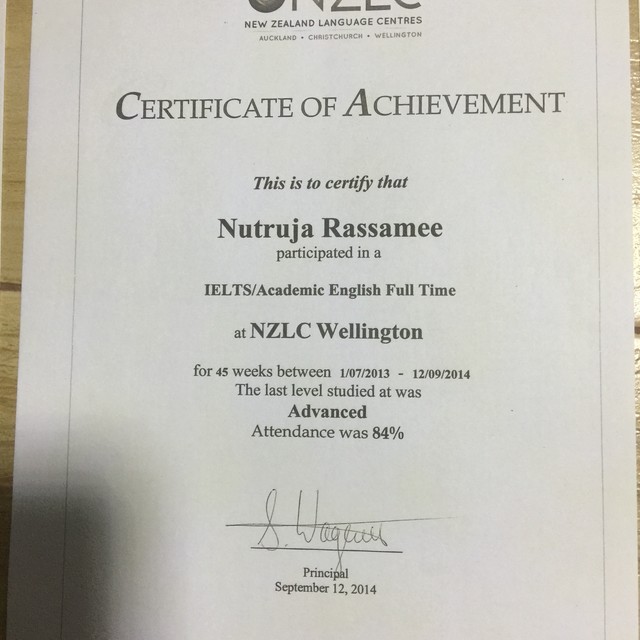 NZLC
NEW ZEALAND LANGUAGE CENTRES
AUCKLAND • CHRISTCHURCH • WELLINGTON
CERTIFICATE OF ACHIEVEMENT
This is to certify that
Nutruja Rassamee
participated in a
IELTS/Academic English Full Time
at NZLC Wellington
for 45 weeks between 1/07/2013 - 12/09/2014
The last level studied at was
Advanced
Attendance was 84%
Principal
September 12, 2014